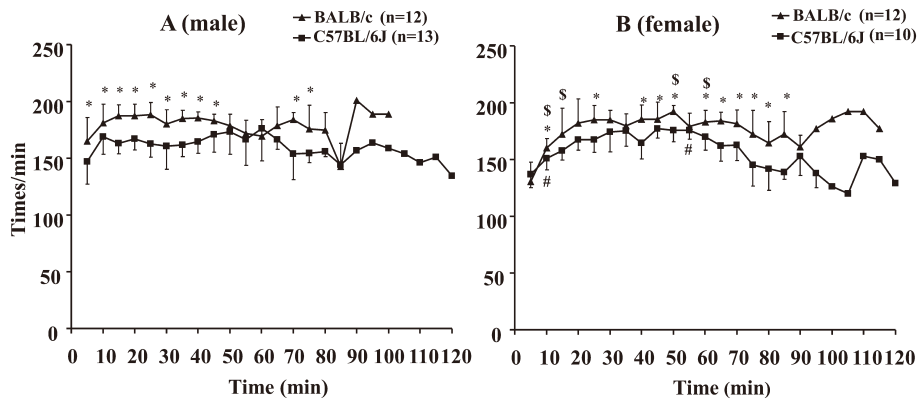 A (male)
BALB/c (n=12)
C57BL/6J (n=13)
Times/min
250
200
150
100
50
0
* * * * * * * * * * *
0 10 20 30 40 50 60 70 80 90 100 110 120
Time (min)
B (female)
BALB/c (n=12)
C57BL/6J (n=10)
250
200
150
100
50
0
$ $ $ $
* * * * * * * * * * *
# #
0 10 20 30 40 50 60 70 80 90 100 110 120
Time (min)